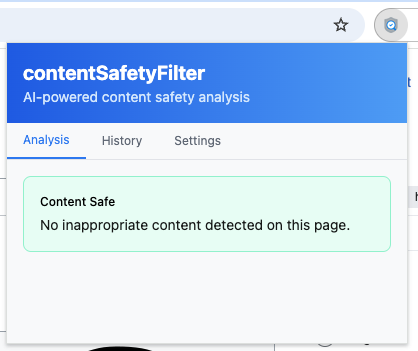 contentSafetyFilter
AI-powered content safety analysis
Analysis History Settings
Content Safe
No inappropriate content detected on this page.